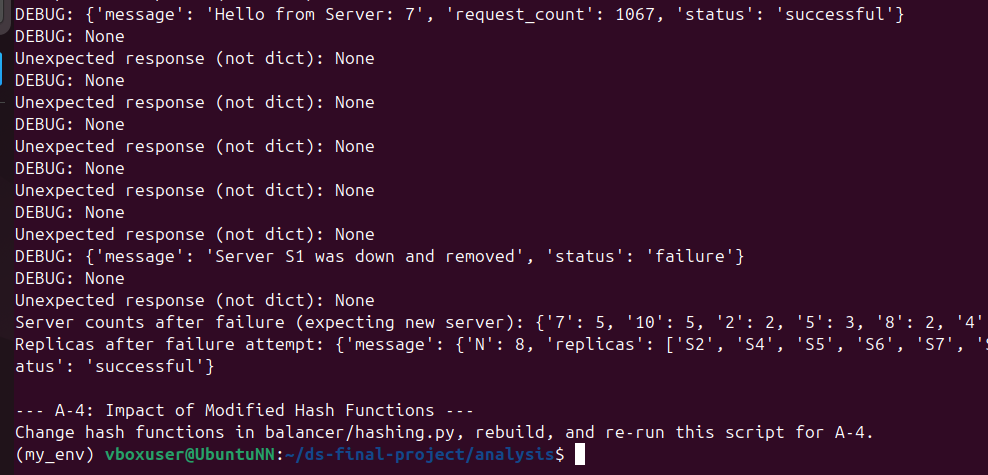 DEBUG: {'message': 'Hello from Server: 7', 'request_count': 1067, 'status': 'successful'}
DEBUG: None
Unexpected response (not dict): None
DEBUG: None
Unexpected response (not dict): None
DEBUG: None
Unexpected response (not dict): None
DEBUG: None
Unexpected response (not dict): None
DEBUG: None
Unexpected response (not dict): None
DEBUG: {'message': 'Server S1 was down and removed', 'status': 'failure'}
DEBUG: None
Unexpected response (not dict): None
Server counts after failure (expecting new server): {'7': 5, '10': 5, '2': 2, '5': 3, '8': 2, '4'
Replicas after failure attempt: {'message': {'N': 8, 'replicas': ['S2', 'S4', 'S5', 'S6', 'S7', '
atus': 'successful'}
--- A-4: Impact of Modified Hash Functions ---
Change hash functions in balancer/hashing.py, rebuild, and re-run this script for A-4.
(my_env) vboxuser@UbuntuNN:~/ds-final-project/analysis$